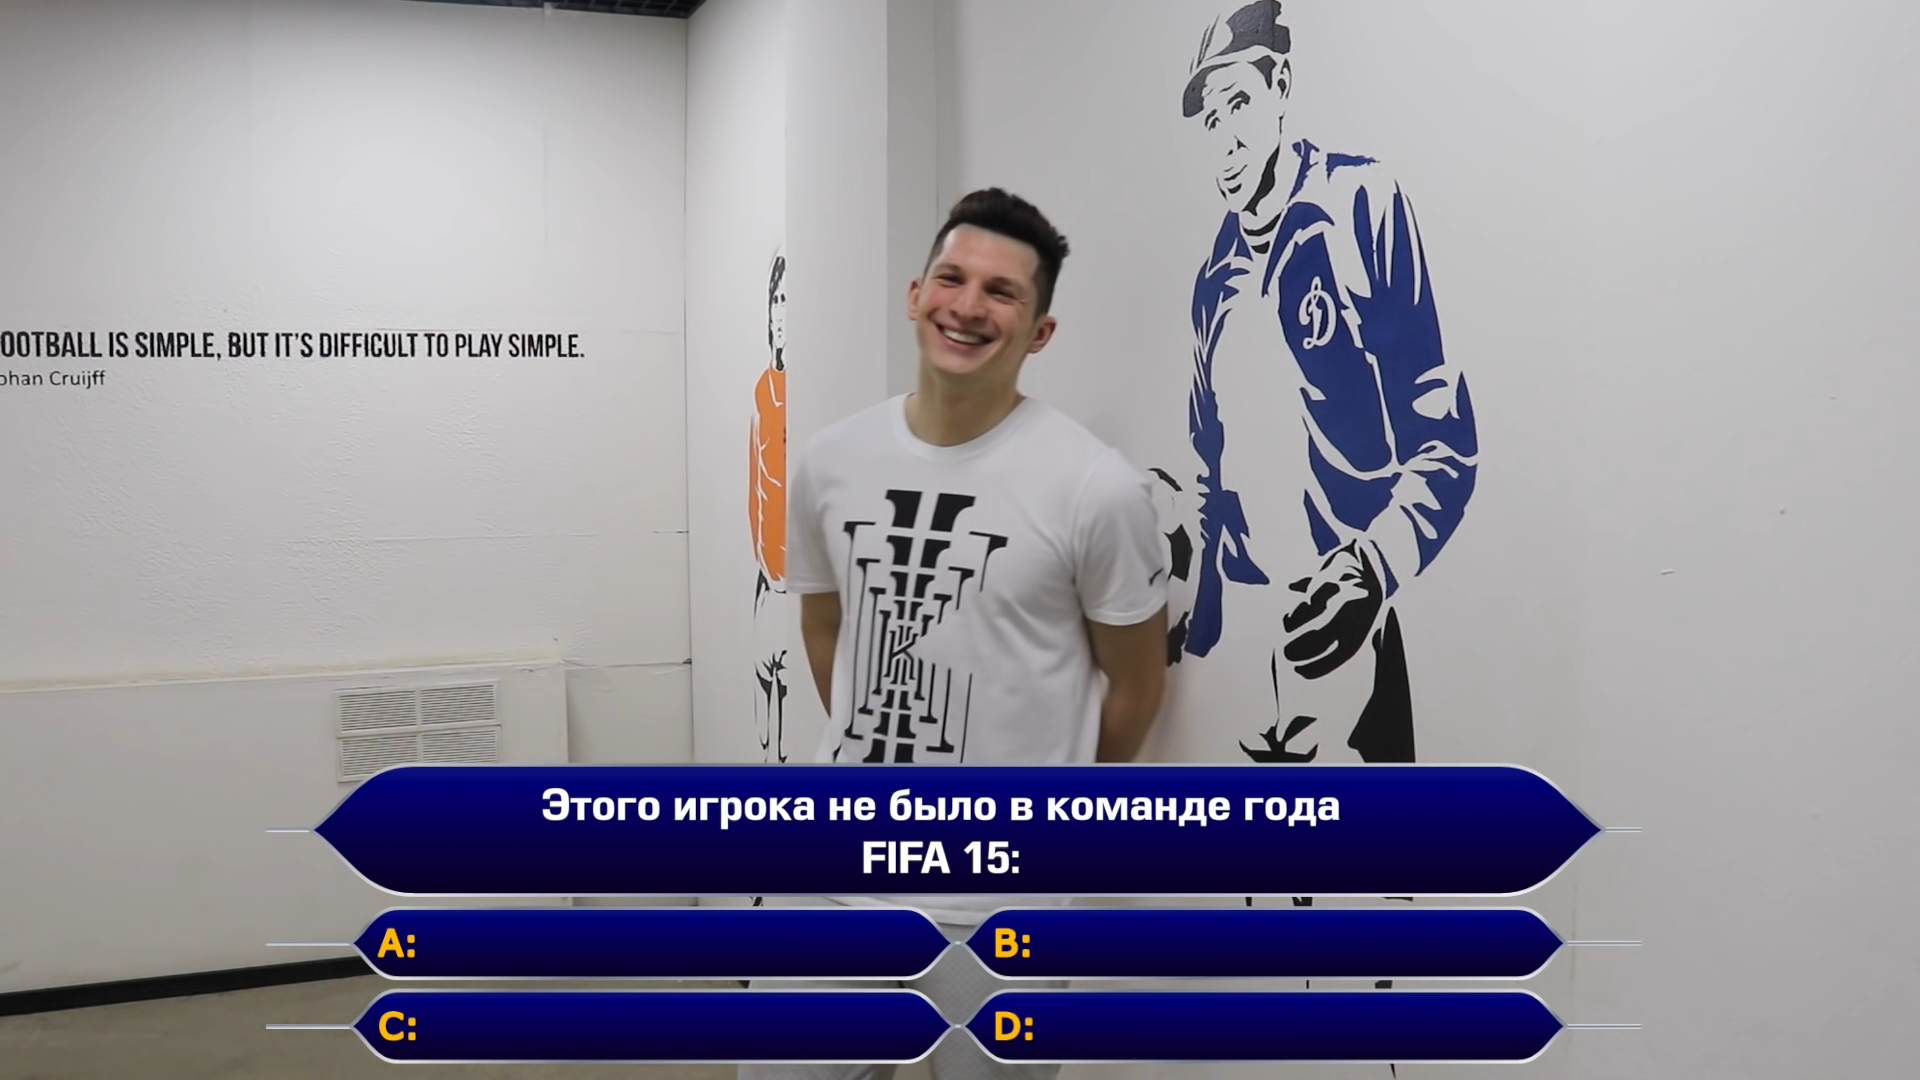 OOTBALL IS SIMPLE, BUT IT'S DIFFICULT TO PLAY SIMPLE.
ohan Cruijff
Д
K
Этого игрока не было в команде года
FIFA 15:
A:
B:
C:
D: